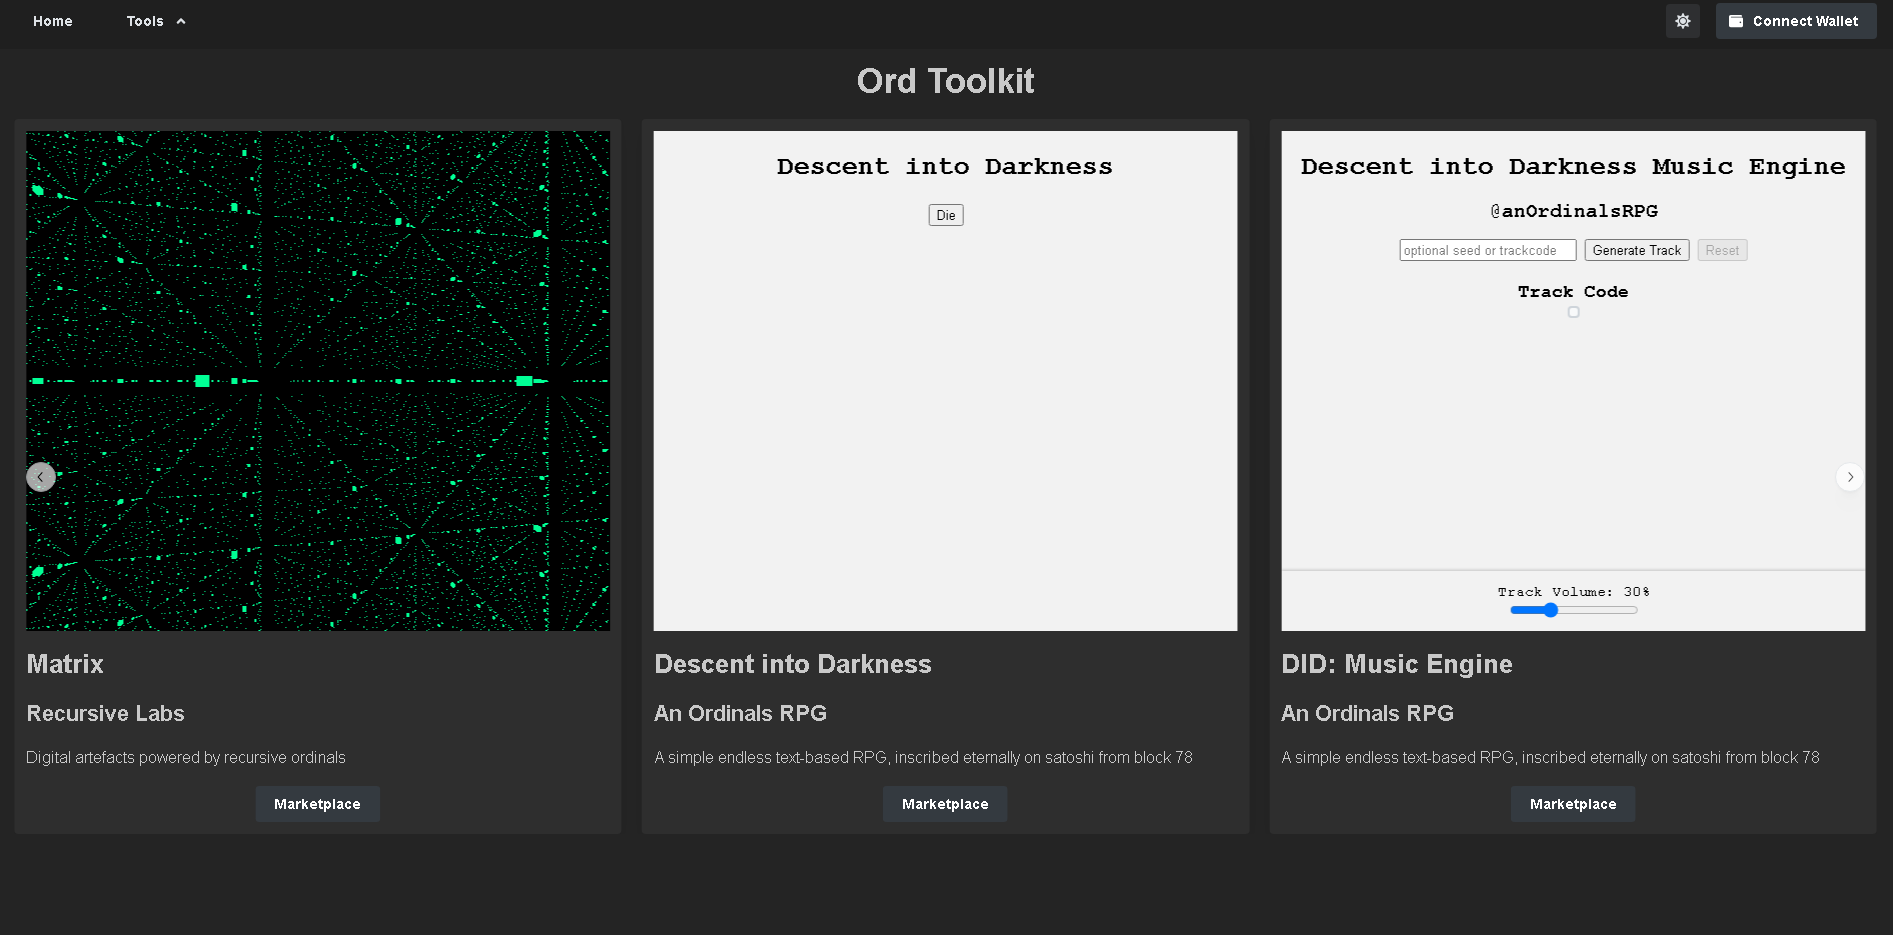 Home
Tools
Connect Wallet
Ord Toolkit
Descent into Darkness
Die
Descent into Darkness Music Engine
@anOrdinalsRPG
optional seed or trackcode
Generate Track
Reset
Track Code
Track Volume: 30%
Matrix
Recursive Labs
Digital artefacts powered by recursive ordinals
Marketplace
Descent into Darkness
An Ordinals RPG
A simple endless text-based RPG, inscribed eternally on satoshi from block 78
Marketplace
DID: Music Engine
An Ordinals RPG
A simple endless text-based RPG, inscribed eternally on satoshi from block 78
Marketplace